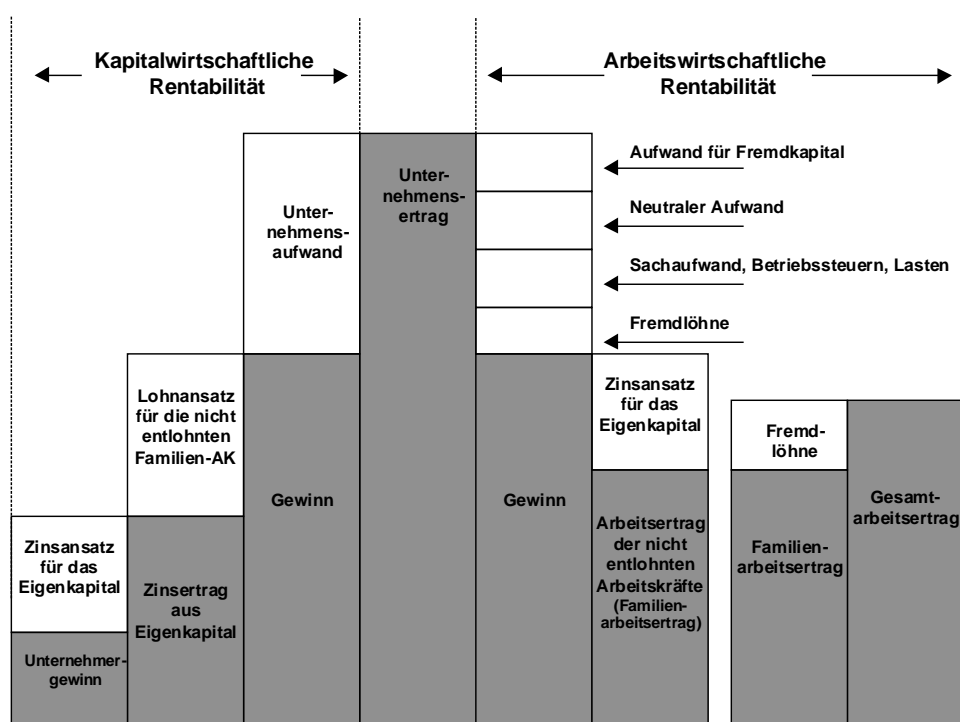 Kapitalwirtschaftliche
Rentabilität
Arbeitswirtschaftliche
Rentabilität
Aufwand für Fremdkapital
Neutraler Aufwand
Sachaufwand, Betriebssteuern, Lasten
Fremdlöhne
Unter-
nehmens-
ertrag
Unter-
nehmens-
aufwand
Lohnansatz
für die nicht
entlohnten
Familien-AK
Zinsansatz
für das
Eigenkapital
Unternehmer-
gewinn
Zinsertrag
aus
Eigenkapital
Gewinn
Gewinn
Zinsansatz
für das
Eigenkapital
Arbeitsertrag
der nicht
entlohnten
Arbeitskräfte
(Familien-
arbeitsertrag)
Fremd-
löhne
Familien-
arbeitsertrag
Gesamt-
arbeitsertrag